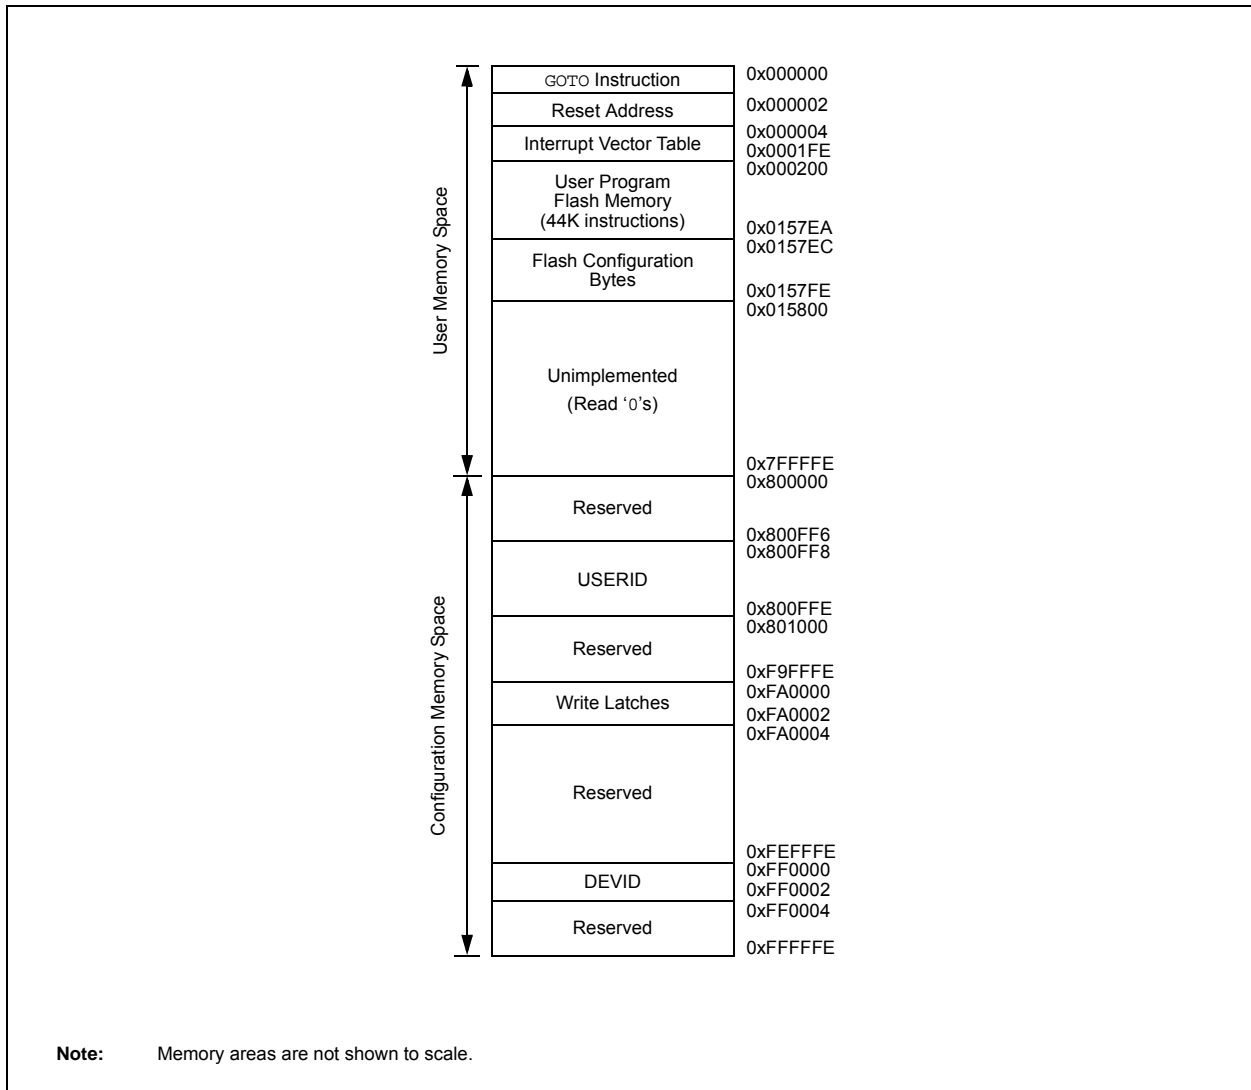 GOTO Instruction
0x000000
Reset Address
0x000002
Interrupt Vector Table
0x000004
0x0001FE
User Program
Flash Memory
(44K instructions)
0x000200
0x0157EA
Flash Configuration
Bytes
0x0157EC
0x0157FE
Unimplemented
(Read ‘0’s)
0x015800
0x7FFFFE
User Memory Space
Reserved
0x800000
0x800FF6
USERID
0x800FF8
0x800FFE
Reserved
0x801000
0xF9FFFE
Write Latches
0xFA0000
0xFA0002
Reserved
0xFA0004
0xFEFFFE
DEVID
0xFF0000
0xFF0002
Reserved
0xFF0004
0xFFFFFE
Configuration Memory Space
Note: Memory areas are not shown to scale.